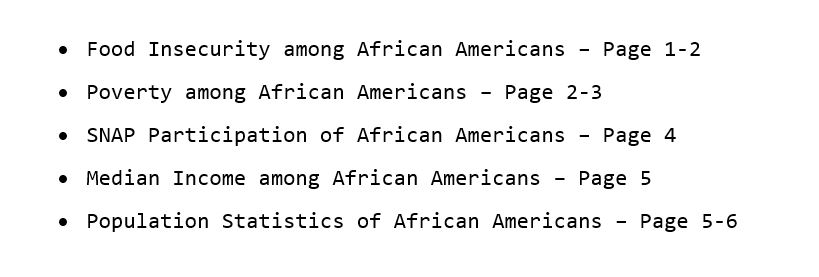 • Food Insecurity among African Americans – Page 1-2
• Poverty among African Americans – Page 2-3
• SNAP Participation of African Americans – Page 4
• Median Income among African Americans – Page 5
• Population Statistics of African Americans – Page 5-6